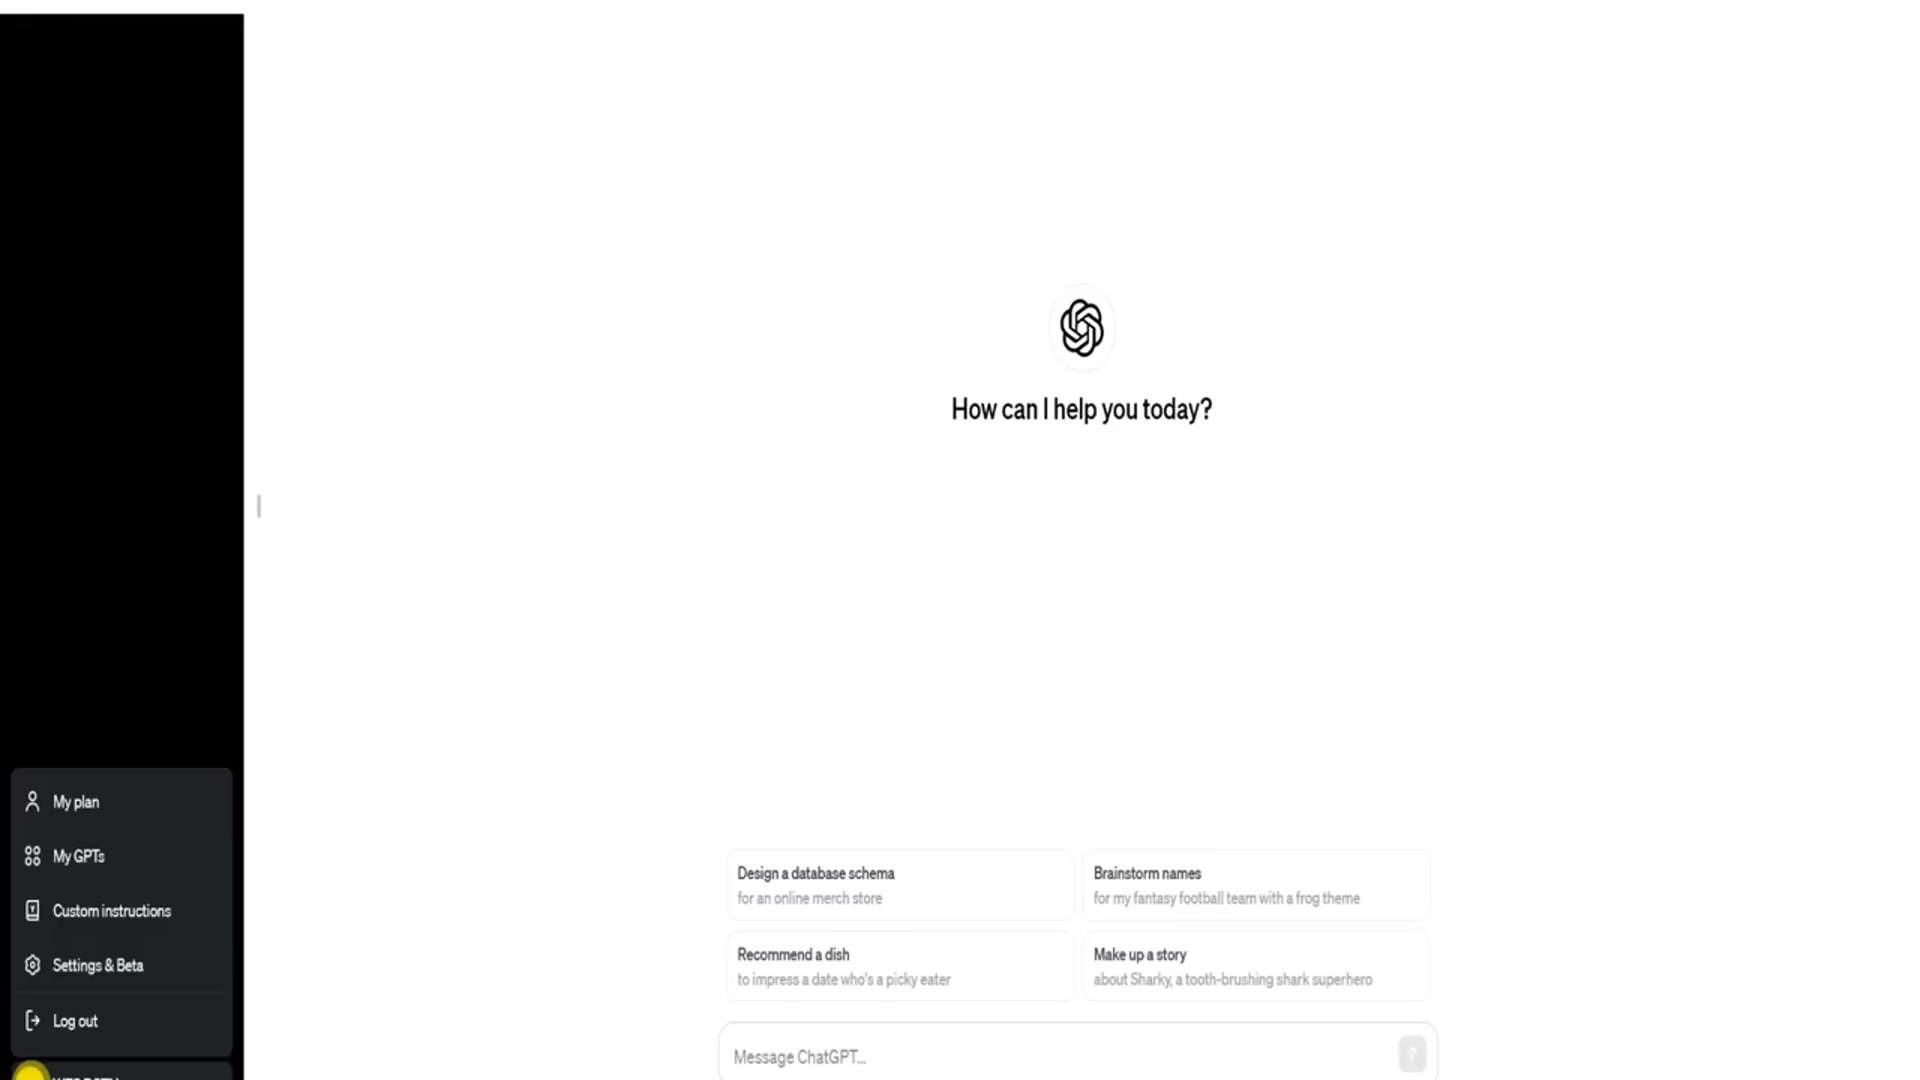 How can I help you today?
My plan
My GPTs
Custom instructions
Settings & Beta
Log out
Design a database schema
for an online merch store
Brainstorm names
for my fantasy football team with a frog theme
Recommend a dish
to impress a date who's a picky eater
Make up a story
about Sharky, a tooth-brushing shark superhero
Message ChatGPT...